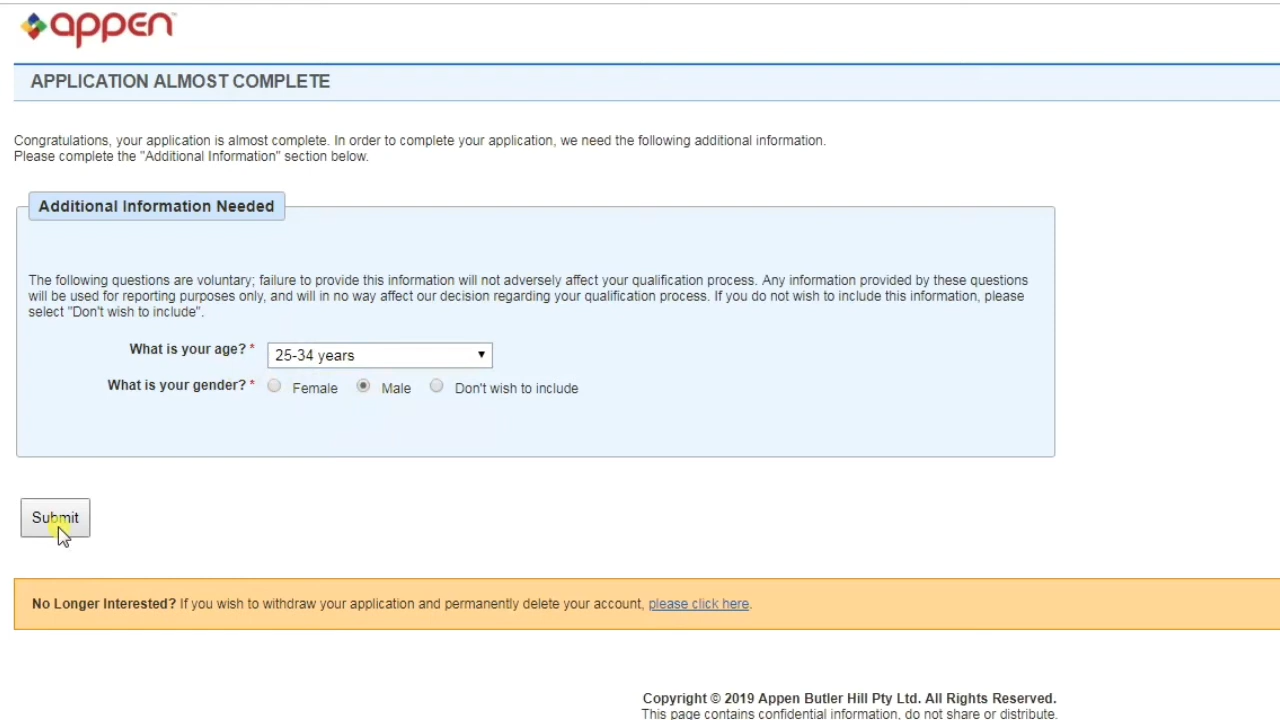 appen
APPLICATION ALMOST COMPLETE
Congratulations, your application is almost complete. In order to complete your application, we need the following additional information.
Please complete the "Additional Information" section below.
Additional Information Needed
The following questions are voluntary; failure to provide this information will not adversely affect your qualification process. Any information provided by these questions
will be used for reporting purposes only, and will in no way affect our decision regarding your qualification process. If you do not wish to include this information, please
select "Don't wish to include".
What is your age? * 25-34 years
What is your gender? * Female Male Don't wish to include
Submit
No Longer Interested? If you wish to withdraw your application and permanently delete your account, please click here.
Copyright © 2019 Appen Butler Hill Pty Ltd. All Rights Reserved.
This page contains confidential information, do not share or distribute.